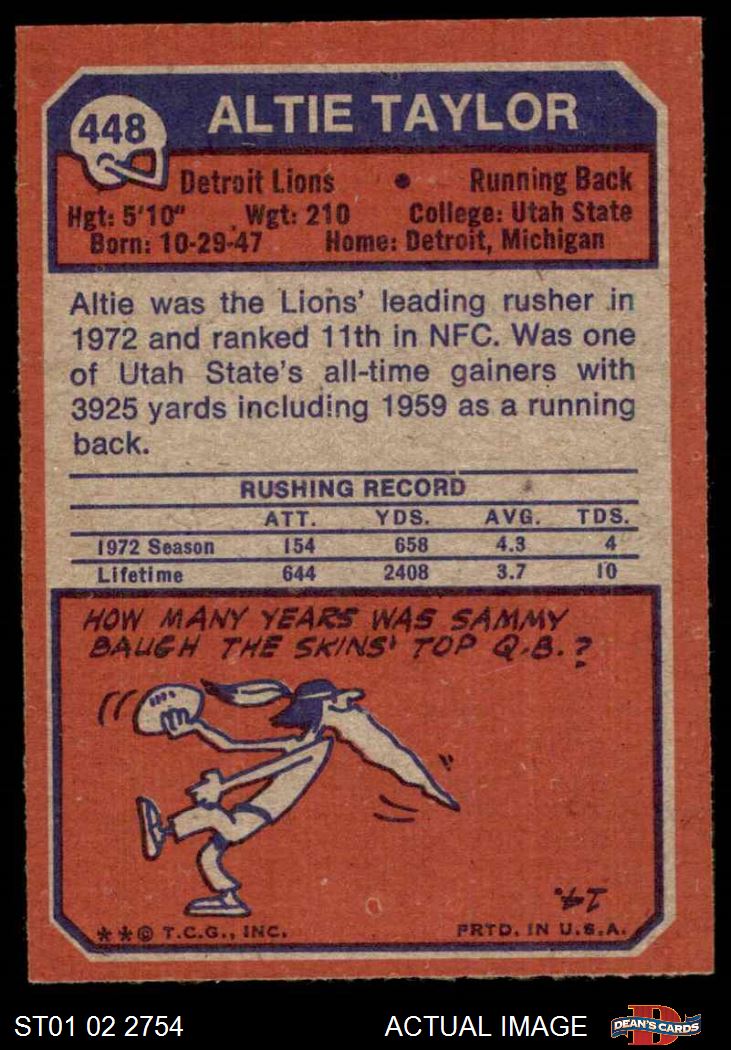 448
ALTIE TAYLOR
Detroit Lions • Running Back
Hgt: 5'10" Wgt: 210 College: Utah State
Born: 10-29-47 Home: Detroit, Michigan
Altie was the Lions' leading rusher in
1972 and ranked 11th in NFC. Was one
of Utah State's all-time gainers with
3925 yards including 1959 as a running
back.
RUSHING RECORD
ATT. YDS. AVG. TDS.
1972 Season 154 658 4.3 4
Lifetime 644 2408 3.7 10
HOW MANY YEARS WAS SAMMY
BAUGH THE SKINS' TOP Q.B.?
14.
★★© T.C.G., INC. PRTD. IN U.S.A.
ST01 02 2754 ACTUAL IMAGE DEAN'S CARDS